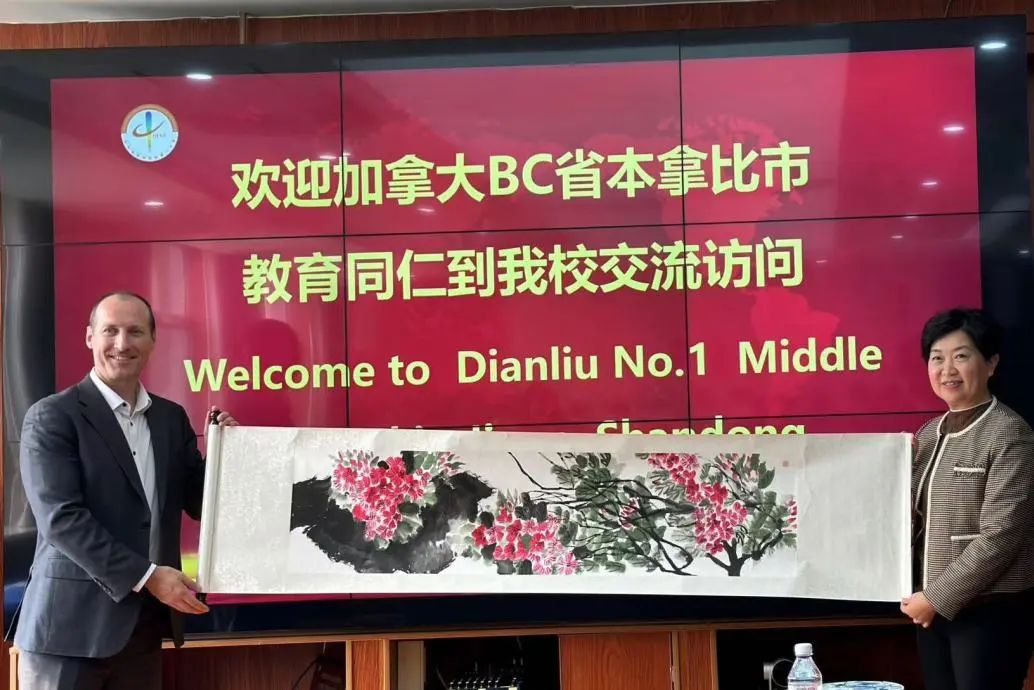 欢迎加拿大BC省本拿比市
教育同仁到我校交流访问
Welcome to Dianliu No.1 Middle
Shandong